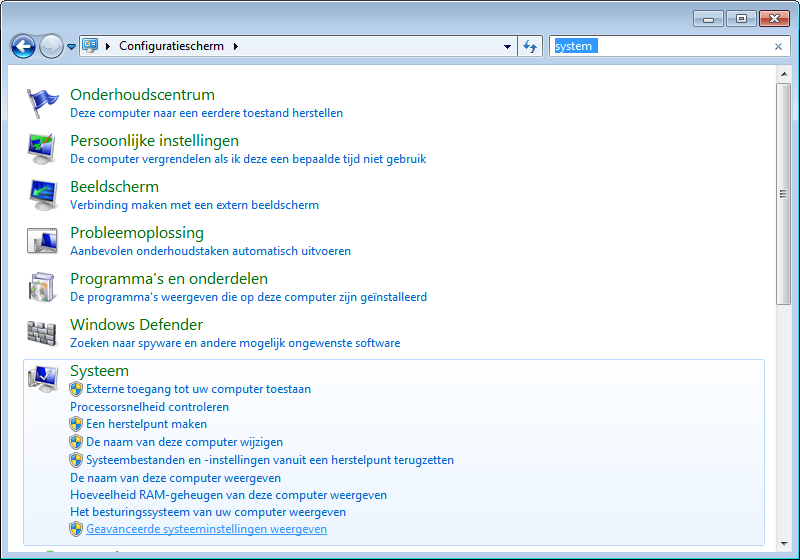 Configuratiescherm
system
Onderhoudscentrum
Deze computer naar een eerdere toestand herstellen
Persoonlijke instellingen
De computer vergrendelen als ik deze een bepaalde tijd niet gebruik
Beeldscherm
Verbinding maken met een extern beeldscherm
Probleemoplossing
Aanbevolen onderhoudstaken automatisch uitvoeren
Programma's en onderdelen
De programma's weergeven die op deze computer zijn geïnstalleerd
Windows Defender
Zoeken naar spyware en andere mogelijk ongewenste software
Systeem
Externe toegang tot uw computer toestaan
Processorsnelheid controleren
Een herstelpunt maken
De naam van deze computer wijzigen
Systeembestanden en -instellingen vanuit een herstelpunt terugzetten
De naam van deze computer weergeven
Hoeveelheid RAM-geheugen van deze computer weergeven
Het besturingssysteem van uw computer weergeven
Geavanceerde systeeminstellingen weergeven